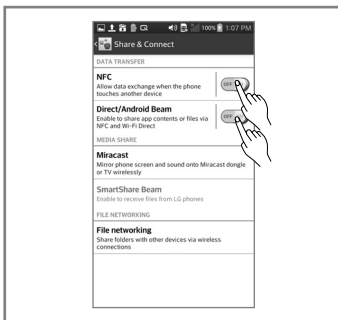 100% 1:07 PM
Share & Connect
DATA TRANSFER
NFC
Allow data exchange when the phone
touches another device
OFF
Direct/Android Beam
Enable to share app contents or files via
NFC and Wi-Fi Direct
OFF
MEDIA SHARE
Miracast
Mirror phone screen and sound onto Miracast dongle
or TV wirelessly
SmartShare Beam
Enable to receive files from LG phones
FILE NETWORKING
File networking
Share folders with other devices via wireless
connections